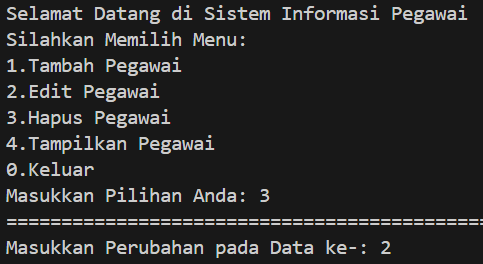 Selamat Datang di Sistem Informasi Pegawai
Silahkan Memilih Menu:
1.Tambah Pegawai
2.Edit Pegawai
3.Hapus Pegawai
4.Tampilkan Pegawai
0.Keluar
Masukkan Pilihan Anda: 3
============================================
Masukkan Perubahan pada Data ke-: 2